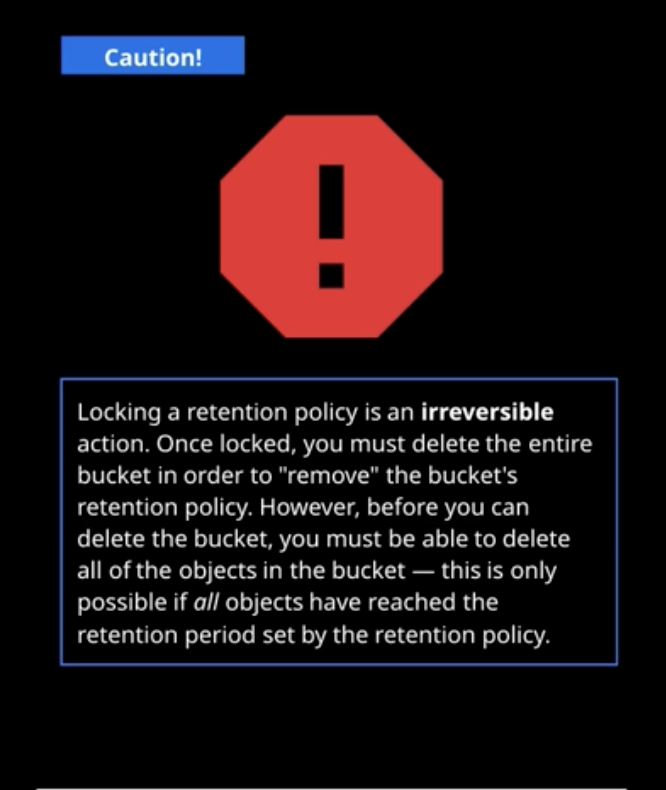 Caution!
Locking a retention policy is an irreversible
action. Once locked, you must delete the entire
bucket in order to "remove" the bucket's
retention policy. However, before you can
delete the bucket, you must be able to delete
all of the objects in the bucket — this is only
possible if all objects have reached the
retention period set by the retention policy.